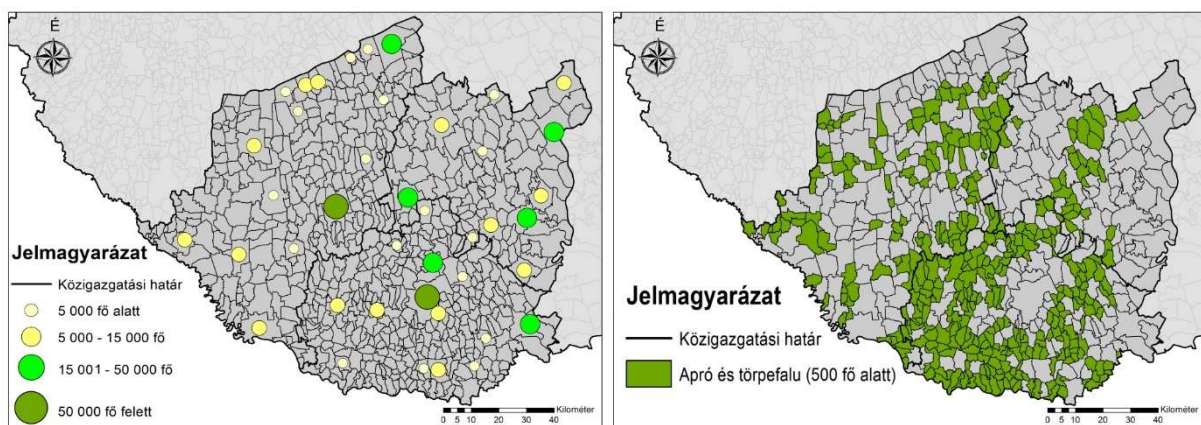 É
Jelmagyarázat
Közigazgatási határ
5 000 fő alatt
5 000 - 15 000 fő
15 001 - 50 000 fő
50 000 fő felett
Kilométer
0 5 10 20 30 40
É
Jelmagyarázat
Közigazgatási határ
Apró és törpefalu (500 fő alatt)
Kilométer
0 5 10 20 30 40